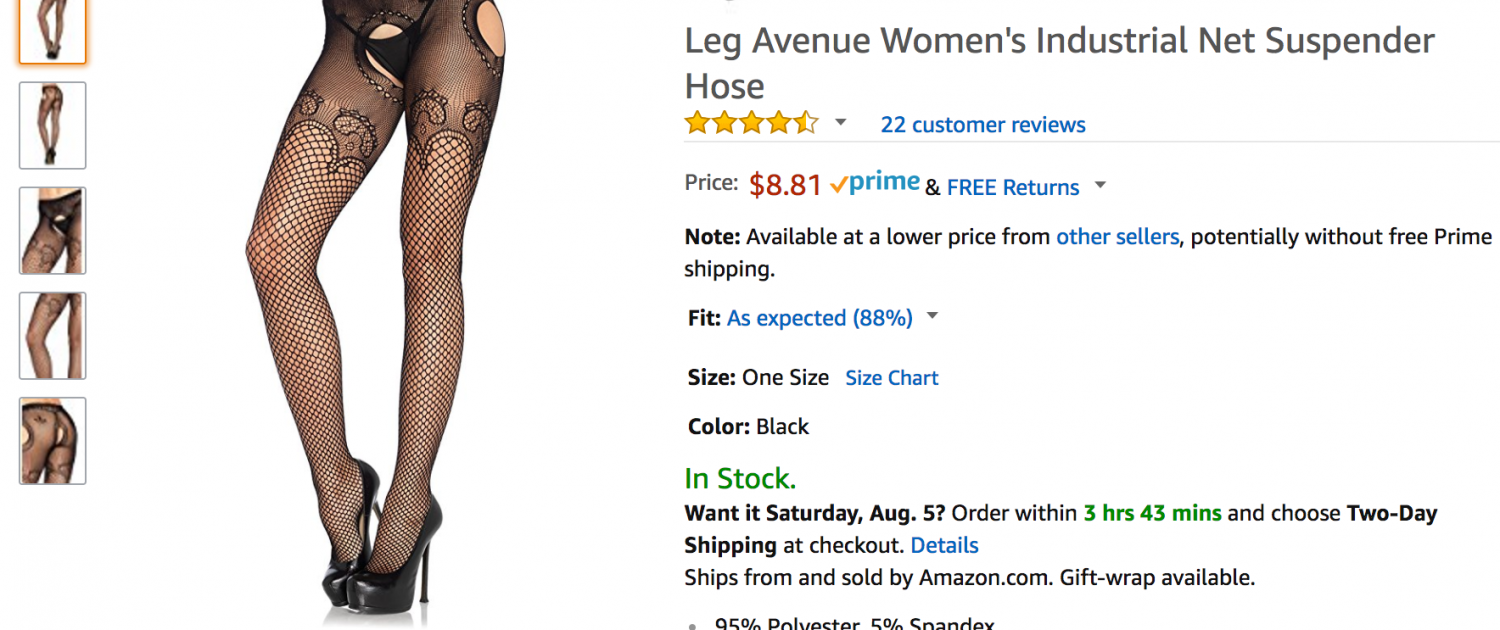 Leg Avenue Women's Industrial Net Suspender
Hose
22 customer reviews
Price: $8.81 prime & FREE Returns
Note: Available at a lower price from other sellers, potentially without free Prime
shipping.
Fit: As expected (88%)
Size: One Size Size Chart
Color: Black
In Stock.
Want it Saturday, Aug. 5? Order within 3 hrs 43 mins and choose Two-Day
Shipping at checkout. Details
Ships from and sold by Amazon.com. Gift-wrap available.
95% Polyester, 5% Spandex